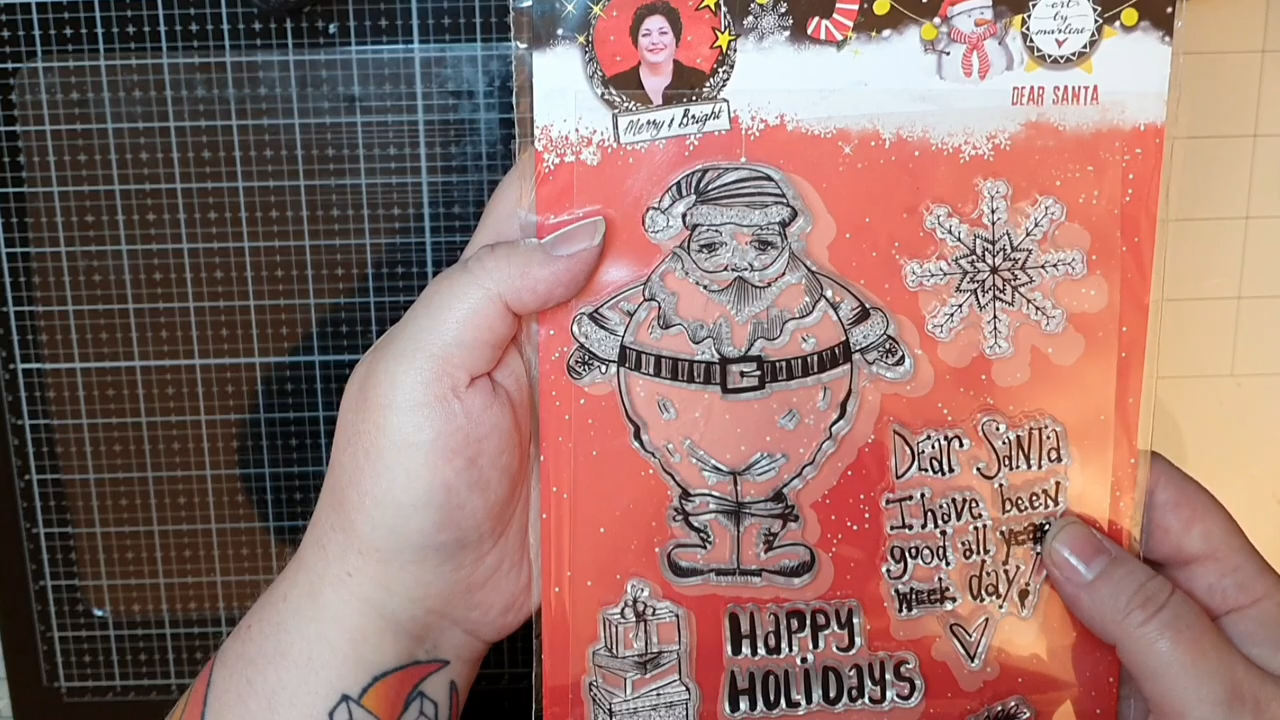 art
by
marlene
DEAR SANTA
Merry & Bright
DEar SaNTa
I have been
good all year
week day!
HaPPY
HOLiDays